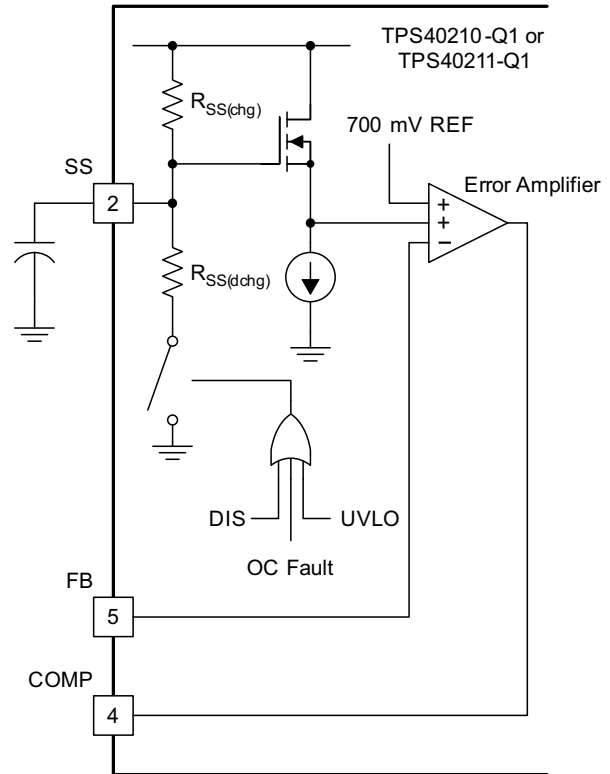 TPS40210-Q1 or
TPS40211-Q1
RSS(chg)
700 mV REF
SS
2
Error Amplifier
+
+
−
RSS(dchg)
DIS
UVLO
OC Fault
FB
5
COMP
4